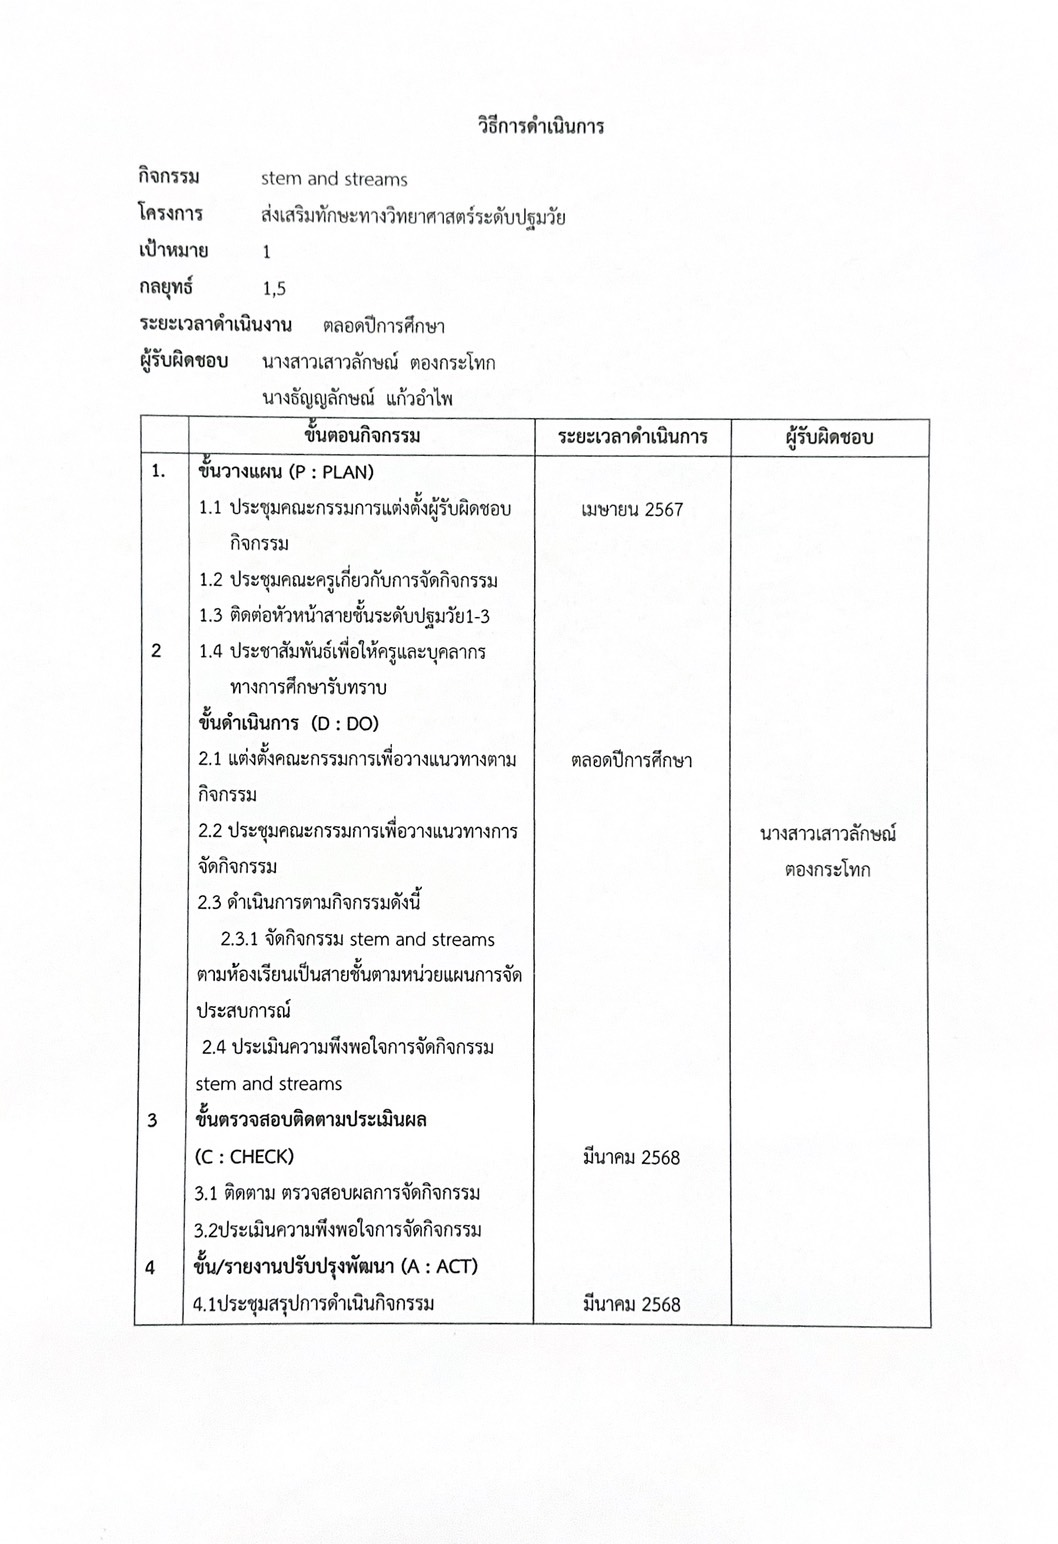 วิธีการดำเนินการ
กิจกรรม stem and streams
โครงการ ส่งเสริมทักษะทางวิทยาศาสตร์ระดับปฐมวัย
เป้าหมาย 1
กลยุทธ์ 1,5
ระยะเวลาดำเนินงาน ตลอดปีการศึกษา
ผู้รับผิดชอบ นางสาวเสาวลักษณ์ ตองกระโทก
นางธัญญลักษณ์ แก้วอำไพ
ขั้นตอนกิจกรรม ระยะเวลาดำเนินการ ผู้รับผิดชอบ
1. ขั้นวางแผน (P : PLAN)
1.1 ประชุมคณะกรรมการแต่งตั้งผู้รับผิดชอบ เมษายน 2567
กิจกรรม
1.2 ประชุมคณะครูเกี่ยวกับการจัดกิจกรรม
1.3 ติดต่อหัวหน้าสายชั้นระดับปฐมวัย1-3
2 1.4 ประชาสัมพันธ์เพื่อให้ครูและบุคลากร
ทางการศึกษารับทราบ
ขั้นดำเนินการ (D : DO)
2.1 แต่งตั้งคณะกรรมการเพื่อวางแนวทางตาม ตลอดปีการศึกษา
กิจกรรม
2.2 ประชุมคณะกรรมการเพื่อวางแนวทางการ นางสาวเสาวลักษณ์
จัดกิจกรรม ตองกระโทก
2.3 ดำเนินการตามกิจกรรมดังนี้
2.3.1 จัดกิจกรรม stem and streams
ตามห้องเรียนเป็นสายชั้นตามหน่วยแผนการจัด
ประสบการณ์
2.4 ประเมินความพึงพอใจการจัดกิจกรรม
stem and streams
3 ขั้นตรวจสอบติดตามประเมินผล
(C : CHECK) มีนาคม 2568
3.1 ติดตาม ตรวจสอบผลการจัดกิจกรรม
3.2ประเมินความพึงพอใจการจัดกิจกรรม
4 ขั้น/รายงานปรับปรุงพัฒนา (A : ACT)
4.1ประชุมสรุปการดำเนินกิจกรรม มีนาคม 2568